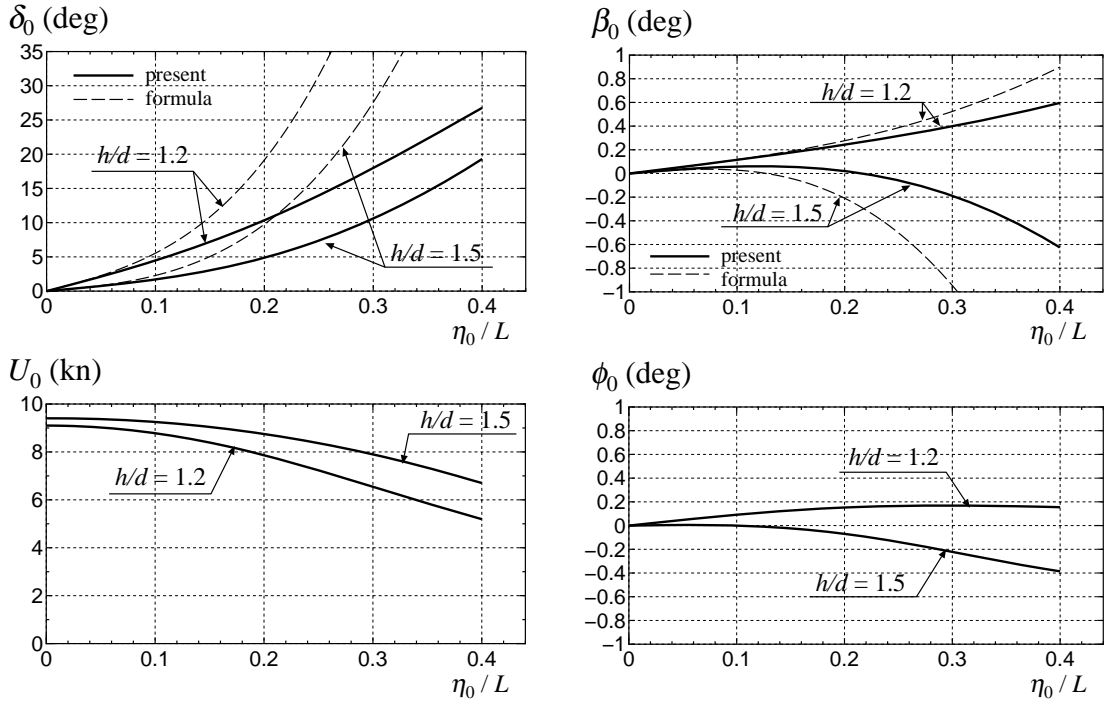 δ₀ (deg)
35
30
25
20
15
10
5
0
present
formula
h/d = 1.2
h/d = 1.5
0 0.1 0.2 0.3 0.4
η₀ / L
β₀ (deg)
1
0.8
0.6
0.4
0.2
0
−0.2
−0.4
−0.6
−0.8
−1
h/d = 1.2
h/d = 1.5
present
formula
0 0.1 0.2 0.3 0.4
η₀ / L
U₀ (kn)
10
8
6
4
2
0
h/d = 1.5
h/d = 1.2
0 0.1 0.2 0.3 0.4
η₀ / L
ϕ₀ (deg)
1
0.8
0.6
0.4
0.2
0
−0.2
−0.4
−0.6
−0.8
−1
h/d = 1.2
h/d = 1.5
0 0.1 0.2 0.3 0.4
η₀ / L